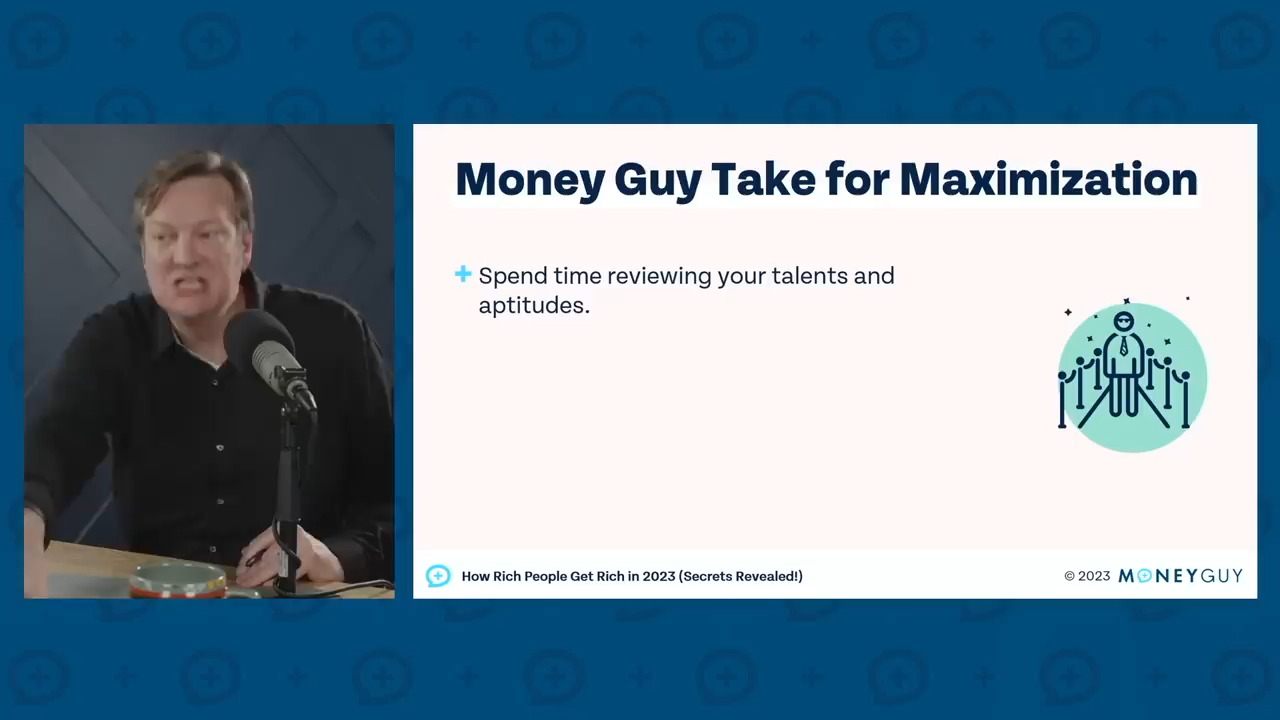 Money Guy Take for Maximization
Spend time reviewing your talents and
aptitudes.
How Rich People Get Rich in 2023 (Secrets Revealed!)
© 2023 MONEYGUY